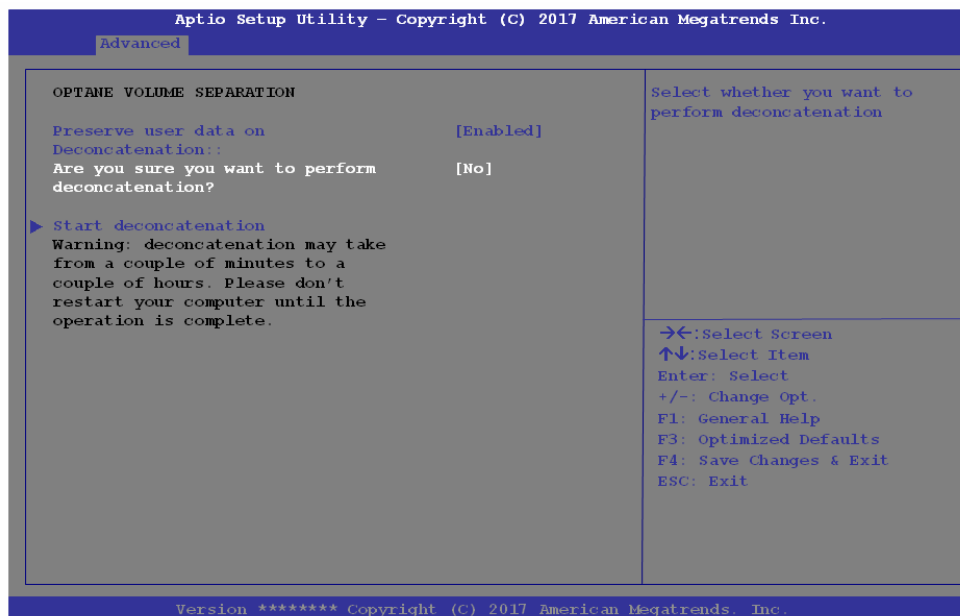 Aptio Setup Utility – Copyright (C) 2017 American Megatrends Inc.
Advanced
OPTANE VOLUME SEPARATION
Preserve user data on [Enabled]
Deconcatenation::
Are you sure you want to perform [No]
deconcatenation?
▶ Start deconcatenation
Warning: deconcatenation may take
from a couple of minutes to a
couple of hours. Please don't
restart your computer until the
operation is complete.
Select whether you want to
perform deconcatenation
→←:Select Screen
↑↓:Select Item
Enter: Select
+/-: Change Opt.
F1: General Help
F3: Optimized Defaults
F4: Save Changes & Exit
ESC: Exit
Version ******** Copyright (C) 2017 American Megatrends. Inc.